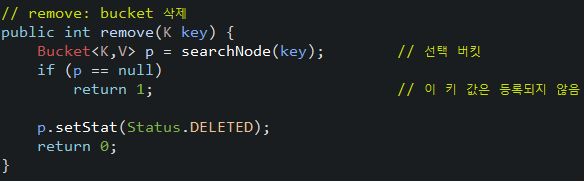 // remove: bucket 삭제
public int remove(K key) {
    Bucket<K,V> p = searchNode(key);        // 선택 버킷
    if (p == null)
        return 1;                           // 이 키 값은 등록되지 않음

    p.setStat(Status.DELETED);
    return 0;
}